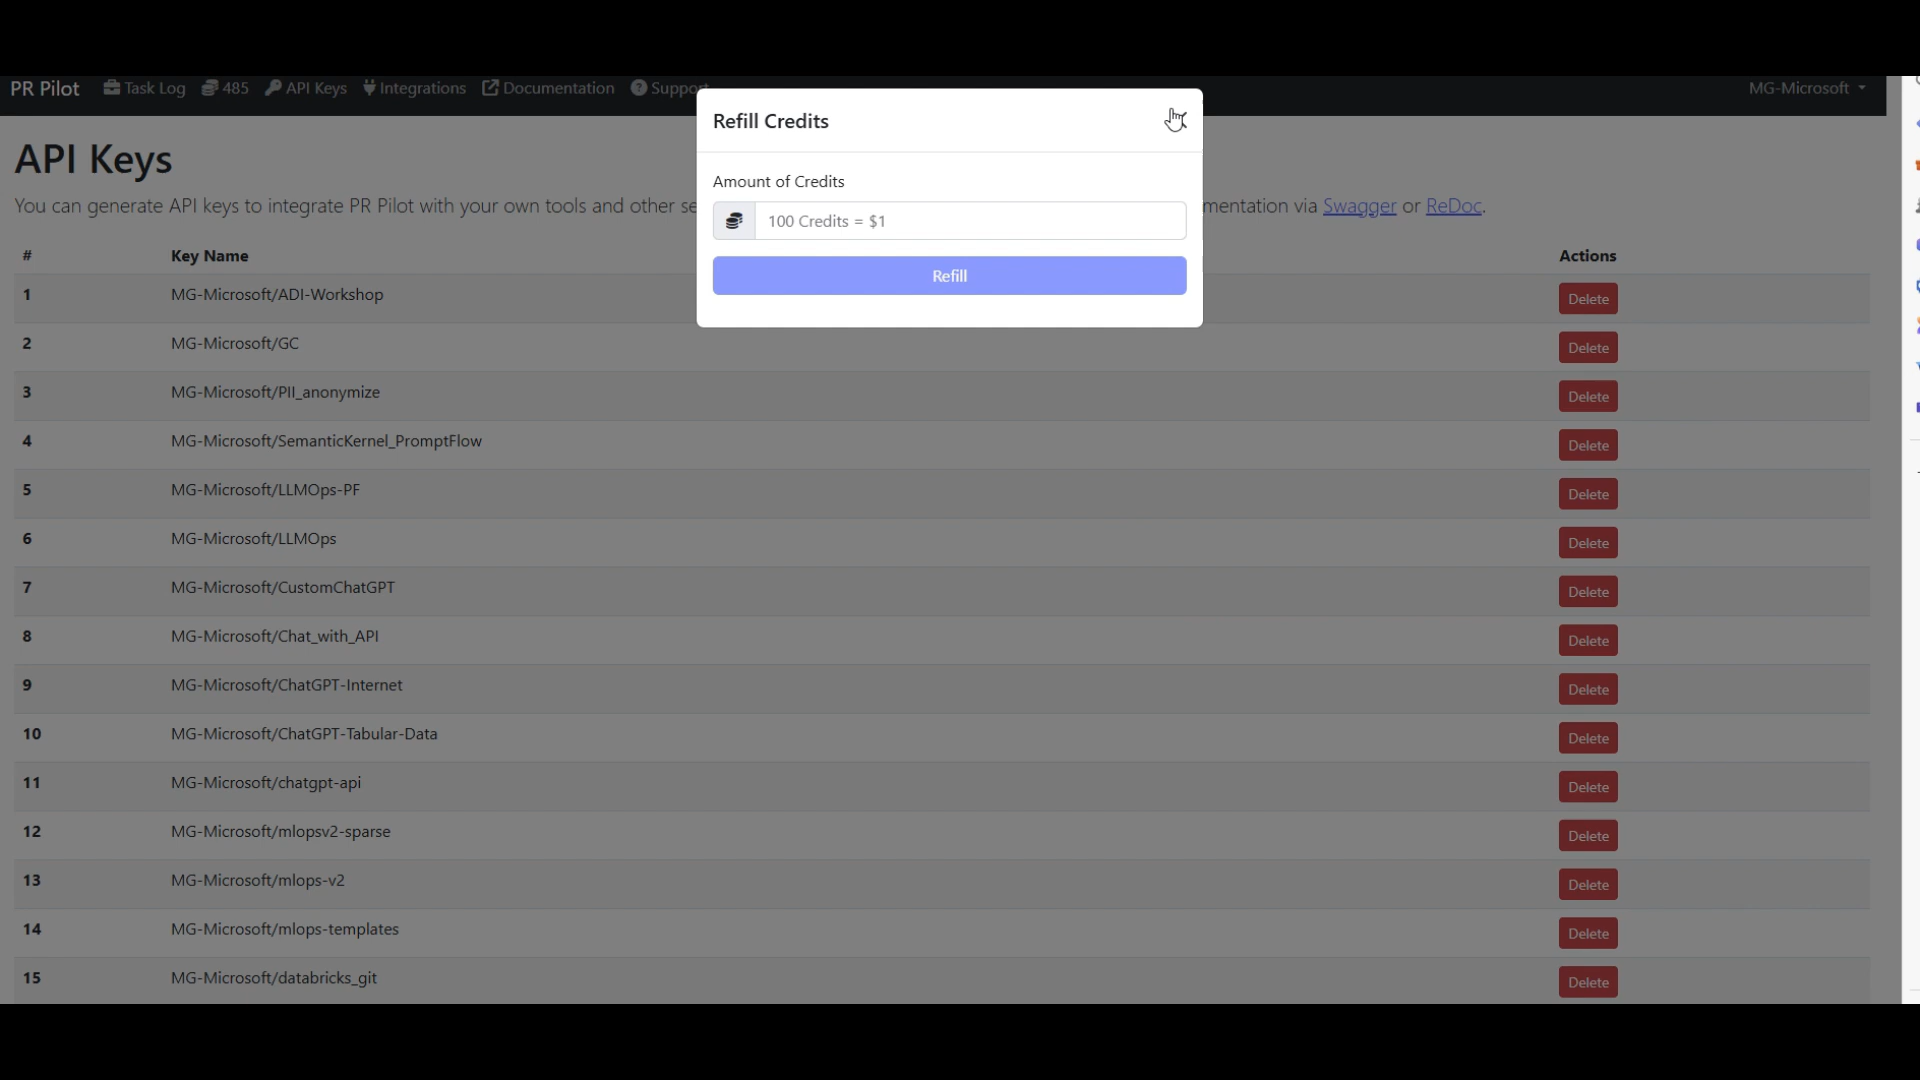 PR Pilot Task Log 485 API Keys Integrations Documentation Support MG-Microsoft
Refill Credits
Amount of Credits
100 Credits = $1
Refill
API Keys
You can generate API keys to integrate PR Pilot with your own tools and other se mentation via Swagger or ReDoc.
# Key Name Actions
1 MG-Microsoft/ADI-Workshop Delete
2 MG-Microsoft/GC Delete
3 MG-Microsoft/PII_anonymize Delete
4 MG-Microsoft/SemanticKernel_PromptFlow Delete
5 MG-Microsoft/LLMOps-PF Delete
6 MG-Microsoft/LLMOps Delete
7 MG-Microsoft/CustomChatGPT Delete
8 MG-Microsoft/Chat_with_API Delete
9 MG-Microsoft/ChatGPT-Internet Delete
10 MG-Microsoft/ChatGPT-Tabular-Data Delete
11 MG-Microsoft/chatgpt-api Delete
12 MG-Microsoft/mlopsv2-sparse Delete
13 MG-Microsoft/mlops-v2 Delete
14 MG-Microsoft/mlops-templates Delete
15 MG-Microsoft/databricks_git Delete